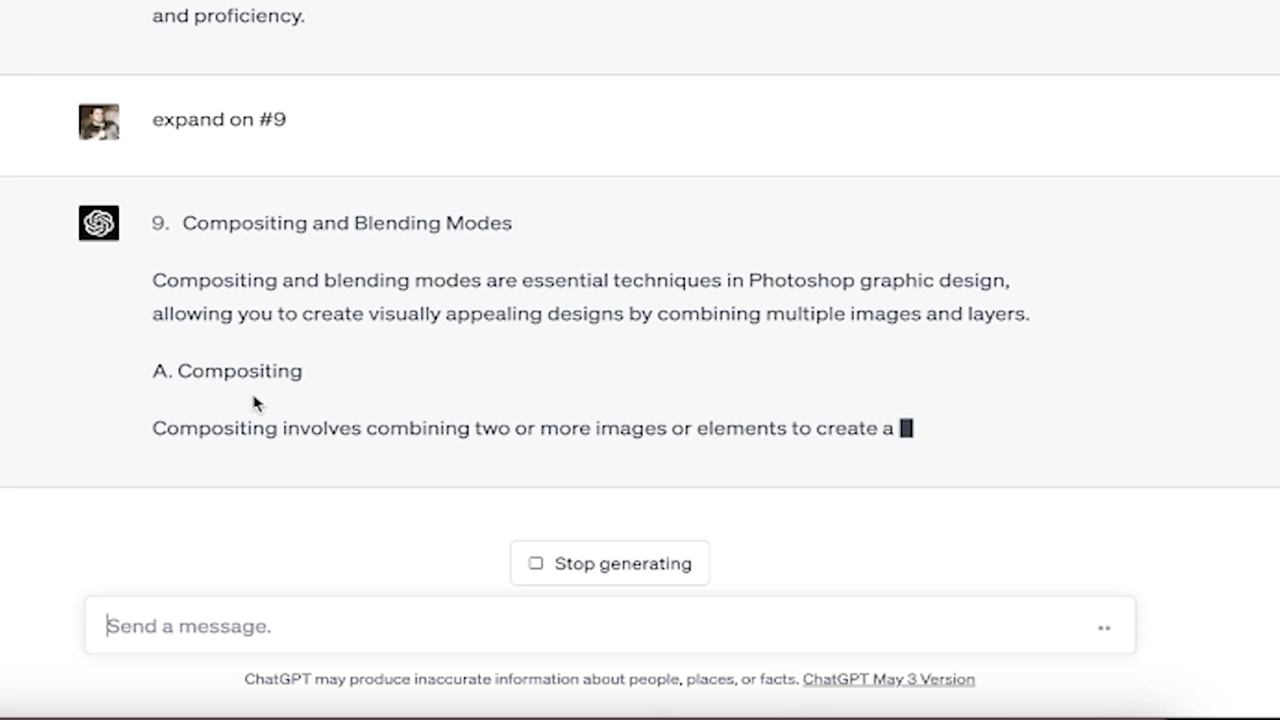 and proficiency.
expand on #9
9. Compositing and Blending Modes
Compositing and blending modes are essential techniques in Photoshop graphic design,
allowing you to create visually appealing designs by combining multiple images and layers.
A. Compositing
Compositing involves combining two or more images or elements to create a
Stop generating
Send a message.
ChatGPT may produce inaccurate information about people, places, or facts. ChatGPT May 3 Version